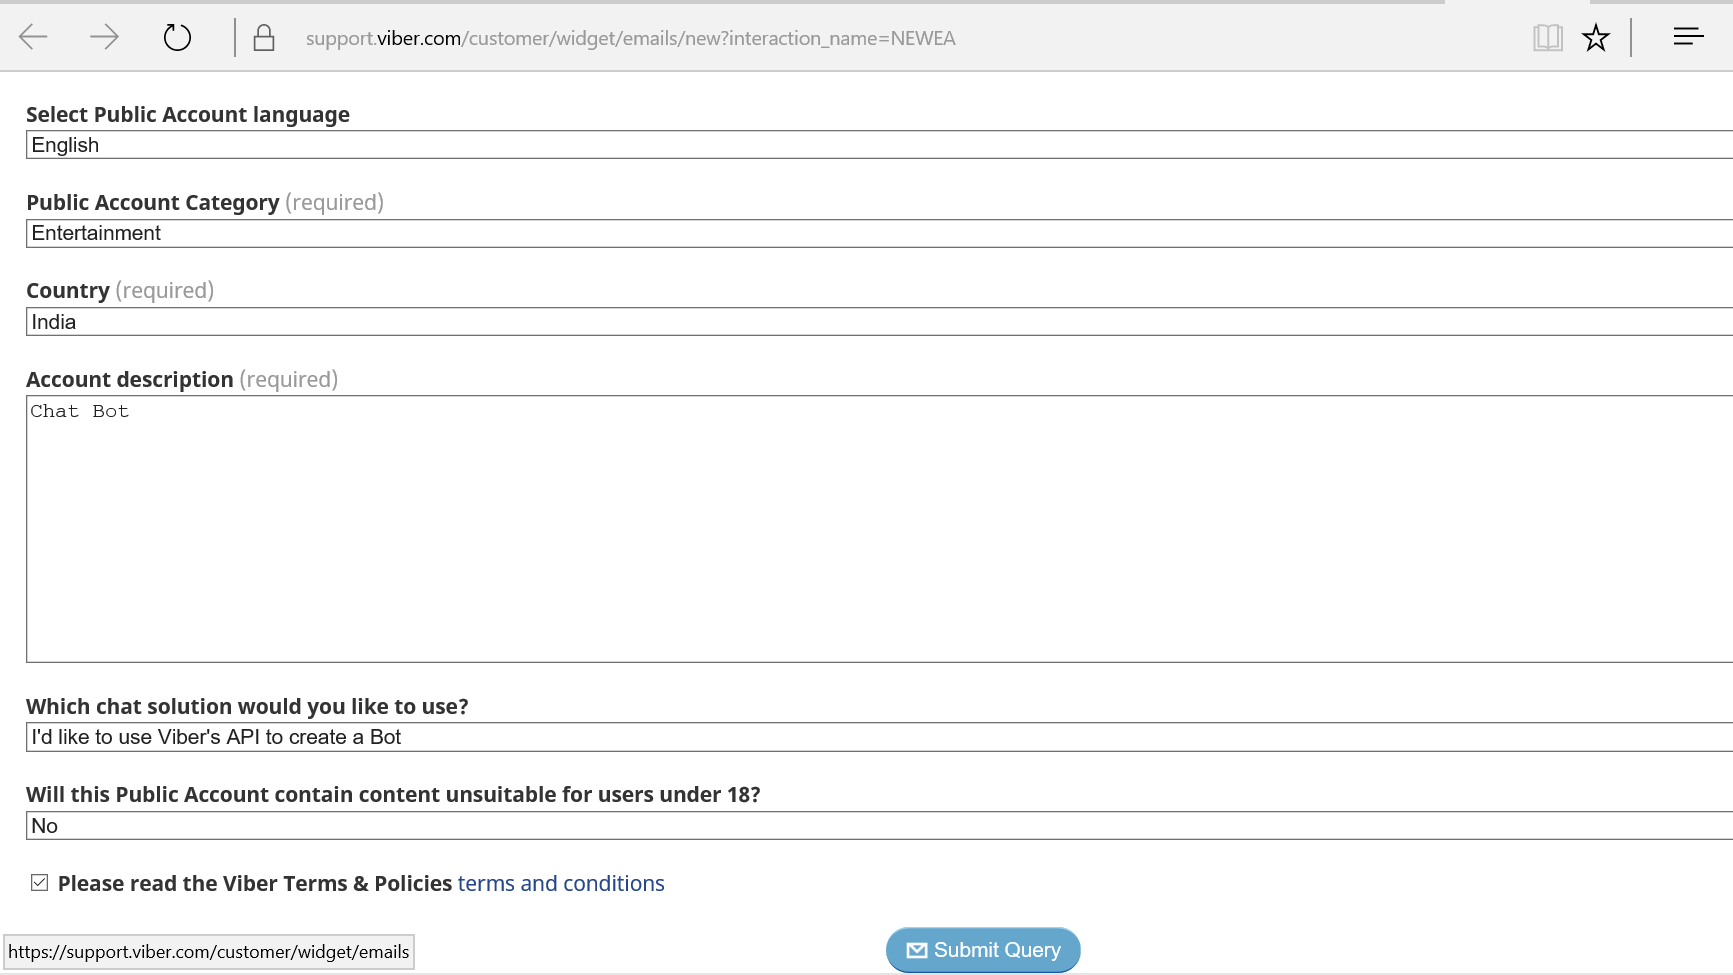 support.viber.com/customer/widget/emails/new?interaction_name=NEWEA
Select Public Account language
English
Public Account Category (required)
Entertainment
Country (required)
India
Account description (required)
Chat Bot
Which chat solution would you like to use?
I'd like to use Viber's API to create a Bot
Will this Public Account contain content unsuitable for users under 18?
No
Please read the Viber Terms & Policies terms and conditions
https://support.viber.com/customer/widget/emails
Submit Query